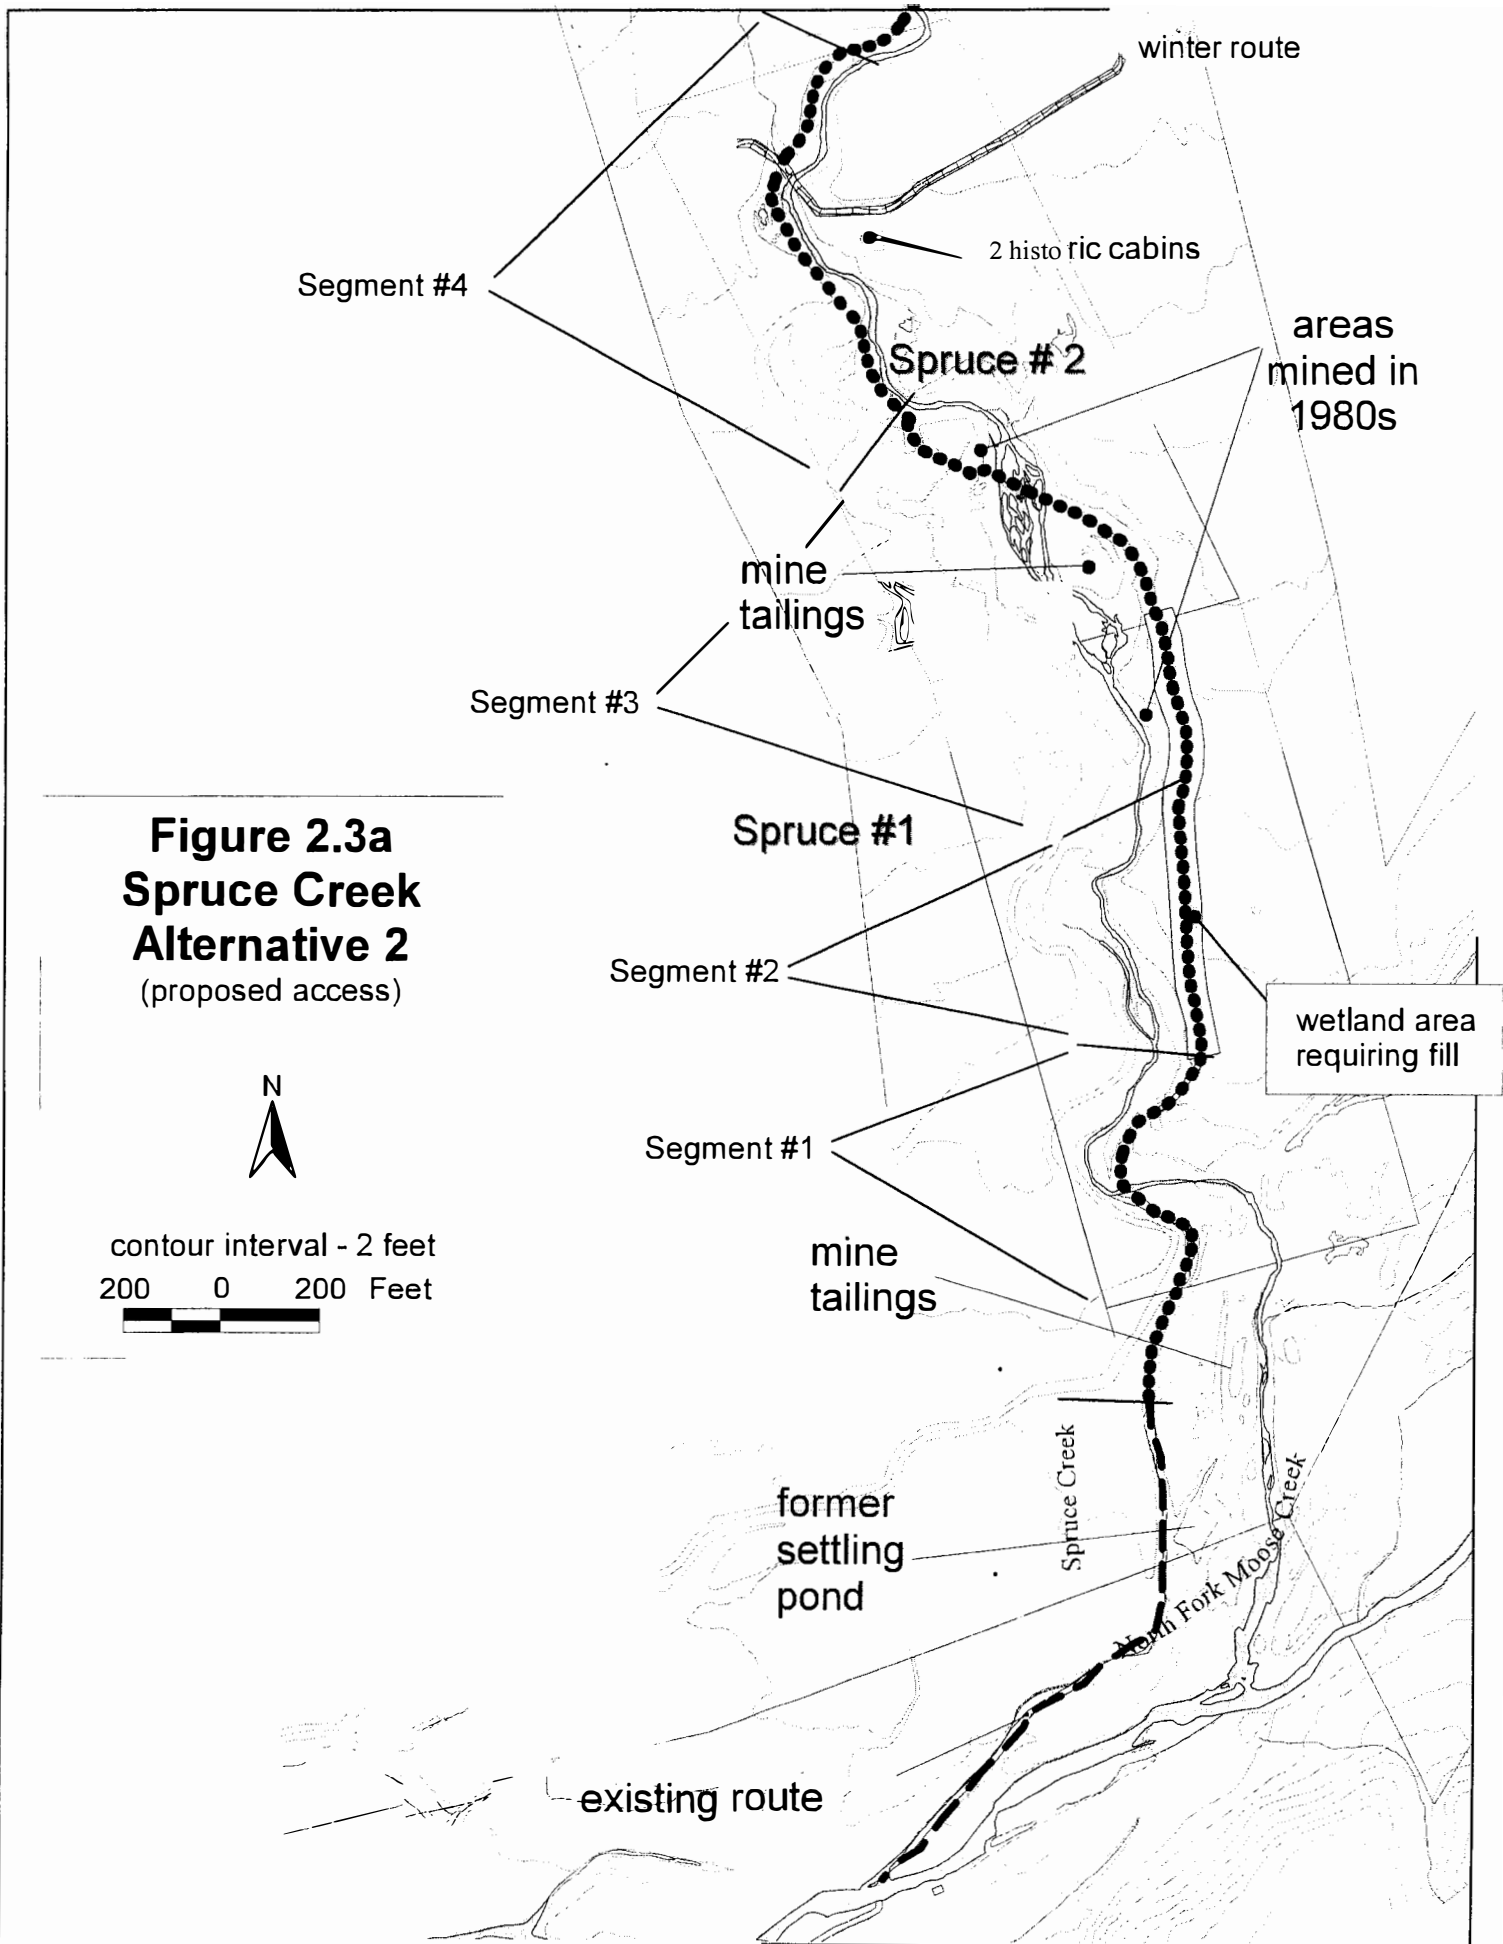 winter route
2 historic cabins
Segment #4
areas
mined in
1980s
Spruce # 2
mine
tailings
Segment #3
Figure 2.3a
Spruce Creek
Alternative 2
(proposed access)
Spruce #1
Segment #2
wetland area
requiring fill
N
Segment #1
contour interval - 2 feet
200 0 200 Feet
mine
tailings
Spruce Creek
former
settling
pond
North Fork Moose Creek
existing route